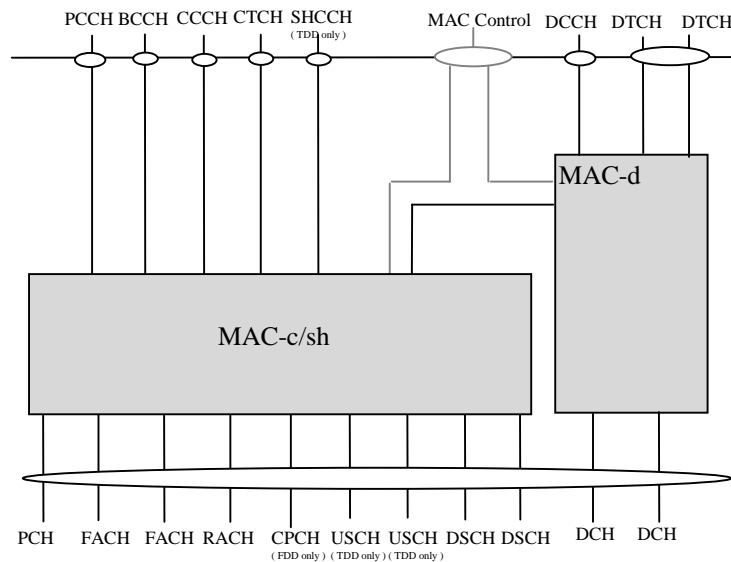 PCCH BCCH CCCH CTCH SHCCH MAC Control DCCH DTCH DTCH
( TDD only )
MAC-d
MAC-c/sh
PCH FACH FACH RACH CPCH USCH USCH DSCH DSCH DCH DCH
( FDD only ) ( TDD only ) ( TDD only )